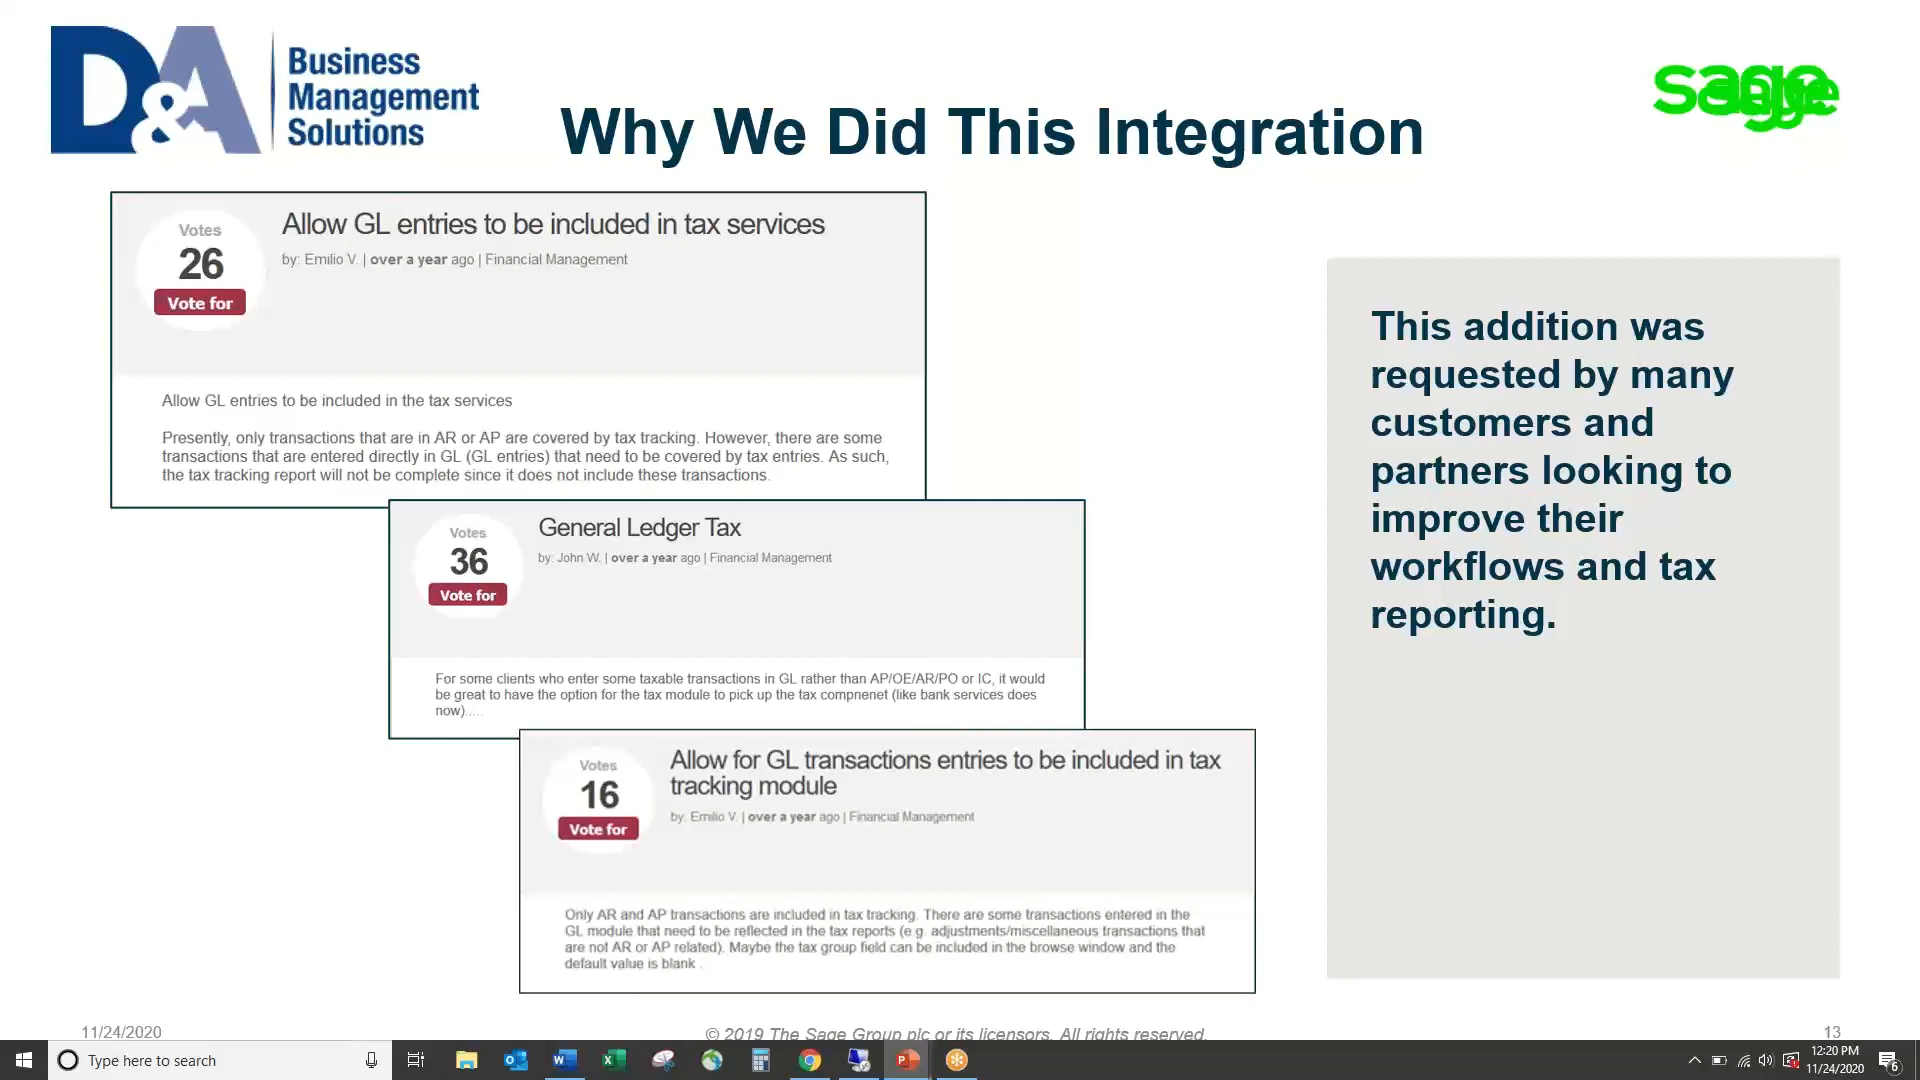 D&A
Business
Management
Solutions
Why We Did This Integration
sage
Votes
26
Vote for
Allow GL entries to be included in tax services
by: Emilio V. | over a year ago | Financial Management
Allow GL entries to be included in the tax services
Presently, only transactions that are in AR or AP are covered by tax tracking. However, there are some
transactions that are entered directly in GL (GL entries) that need to be covered by tax entries. As such,
the tax tracking report will not be complete since it does not include these transactions.
Votes
36
Vote for
General Ledger Tax
by: John W. | over a year ago | Financial Management
For some clients who enter some taxable transactions in GL rather than AP/OE/AR/PO or IC, it would
be great to have the option for the tax module to pick up the tax compnenet (like bank services does
now).....
Votes
16
Vote for
Allow for GL transactions entries to be included in tax
tracking module
by: Emilio V. | over a year ago | Financial Management
Only AR and AP transactions are included in tax tracking. There are some transactions entered in the
GL module that need to be reflected in the tax reports (e.g. adjustments/miscellaneous transactions that
are not AR or AP related). Maybe the tax group field can be included in the browse window and the
default value is blank .
This addition was
requested by many
customers and
partners looking to
improve their
workflows and tax
reporting.
11/24/2020
© 2019 The Sage Group plc or its licensors. All rights reserved.
13
Type here to search
12:20 PM
11/24/2020
6